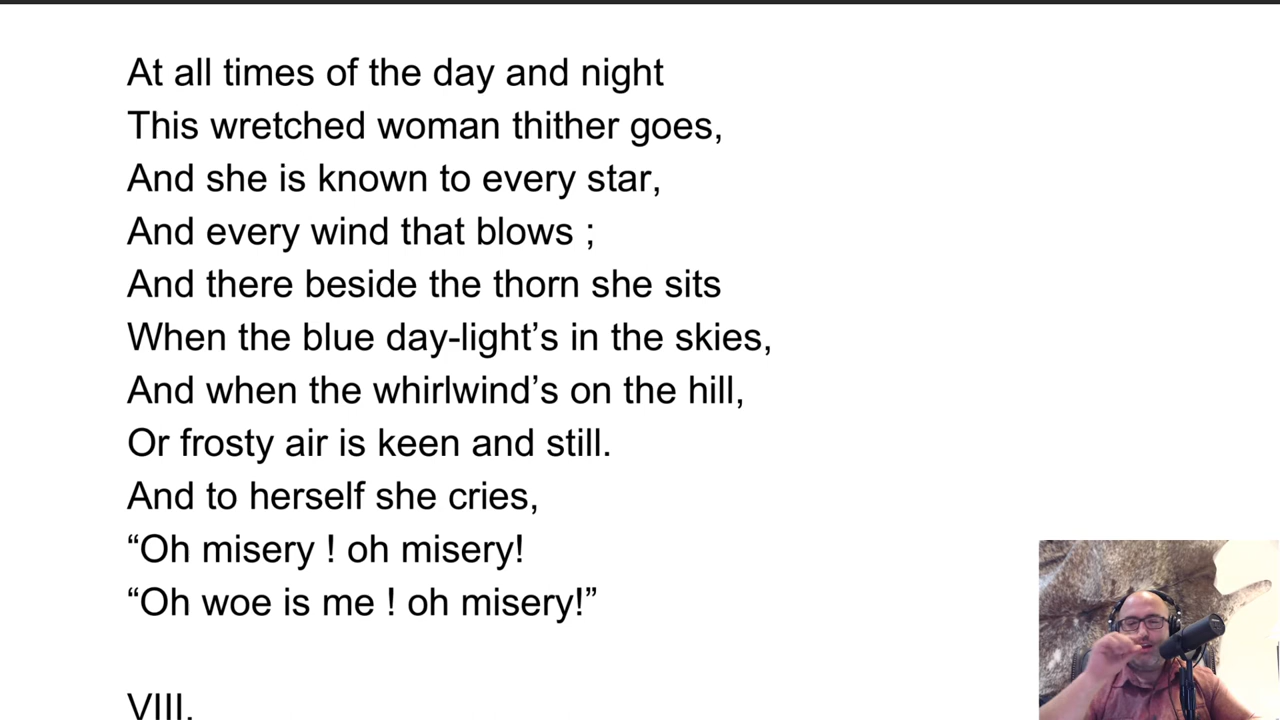 At all times of the day and night
This wretched woman thither goes,
And she is known to every star,
And every wind that blows ;
And there beside the thorn she sits
When the blue day-light’s in the skies,
And when the whirlwind’s on the hill,
Or frosty air is keen and still.
And to herself she cries,
“Oh misery ! oh misery!
“Oh woe is me ! oh misery!”
VIII.